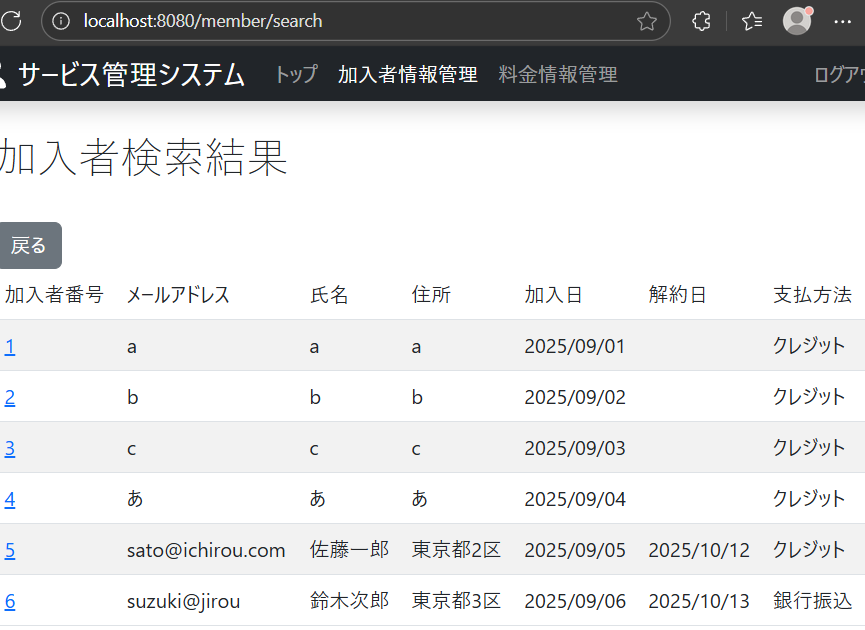 localhost:8080/member/search
サービス管理システム トップ 加入者情報管理 料金情報管理 ログア
加入者検索結果
戻る
加入者番号 メールアドレス 氏名 住所 加入日 解約日 支払方法
1 a a a 2025/09/01 クレジット
2 b b b 2025/09/02 クレジット
3 c c c 2025/09/03 クレジット
4 あ あ あ 2025/09/04 クレジット
5 sato@ichirou.com 佐藤一郎 東京都2区 2025/09/05 2025/10/12 クレジット
6 suzuki@jirou 鈴木次郎 東京都3区 2025/09/06 2025/10/13 銀行振込